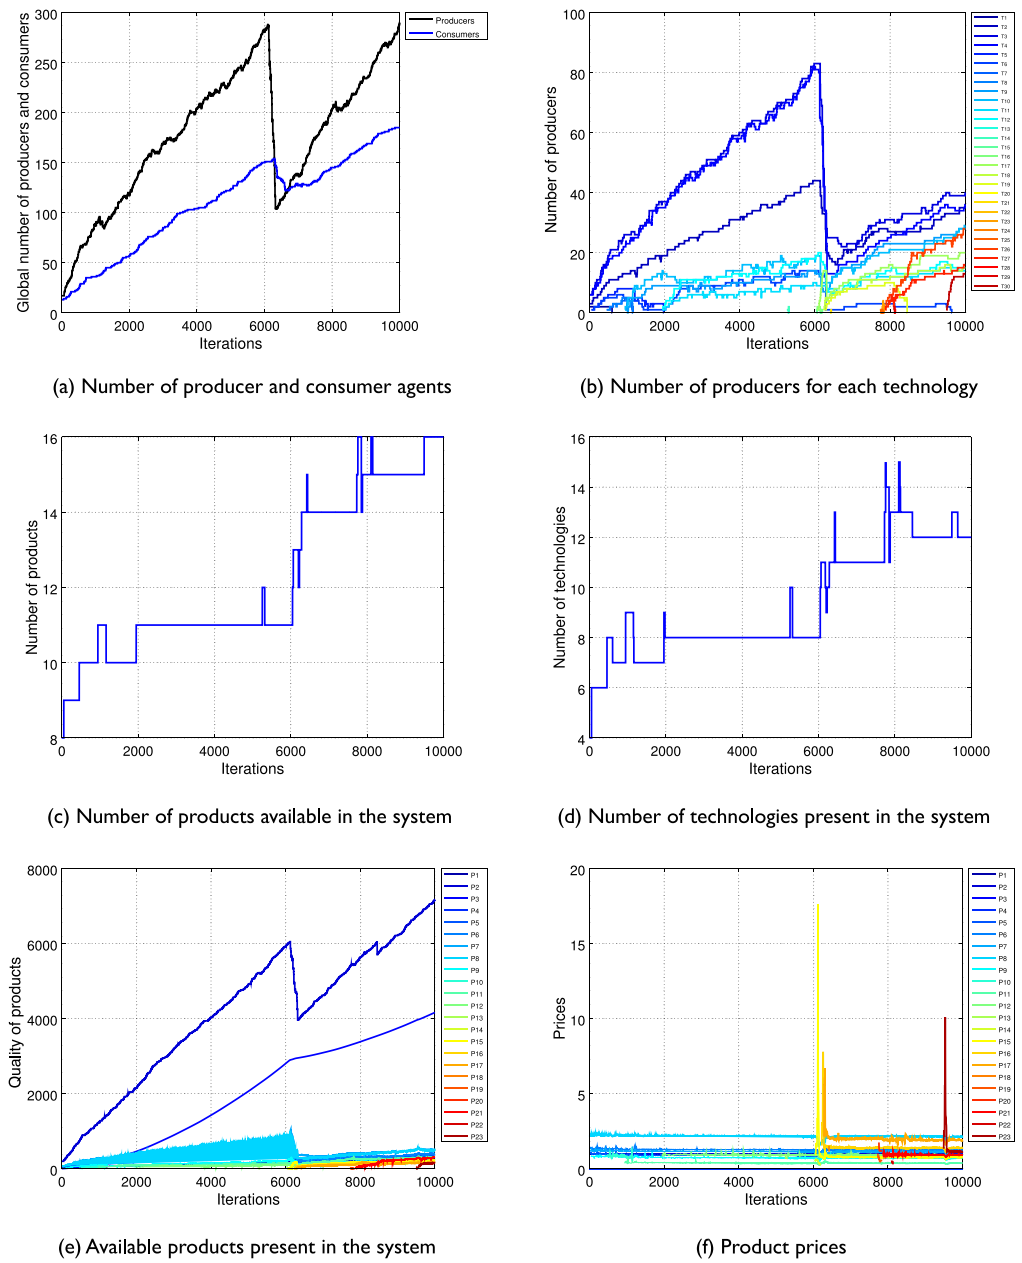 300
250
200
150
100
50
0
0 2000 4000 6000 8000 10000
Iterations
Global number of producers and consumers
Producers
Consumers
(a) Number of producer and consumer agents
100
80
60
40
20
0
0 2000 4000 6000 8000 10000
Iterations
Number of producers
T1
T2
T3
T4
T5
T6
T7
T8
T9
T10
T11
T12
T13
T14
T15
T16
T17
T18
T19
T20
T21
T22
T23
T24
T25
T26
T27
T28
T29
T30
(b) Number of producers for each technology
16
14
12
10
8
0 2000 4000 6000 8000 10000
Iterations
Number of products
(c) Number of products available in the system
16
14
12
10
8
6
4
0 2000 4000 6000 8000 10000
Iterations
Number of technologies
(d) Number of technologies present in the system
8000
6000
4000
2000
0
0 2000 4000 6000 8000 10000
Iterations
Quality of products
P1
P2
P3
P4
P5
P6
P7
P8
P9
P10
P11
P12
P13
P14
P15
P16
P17
P18
P19
P20
P21
P22
P23
(e) Available products present in the system
20
15
10
5
0
0 2000 4000 6000 8000 10000
Iterations
Prices
P1
P2
P3
P4
P5
P6
P7
P8
P9
P10
P11
P12
P13
P14
P15
P16
P17
P18
P19
P20
P21
P22
P23
(f) Product prices